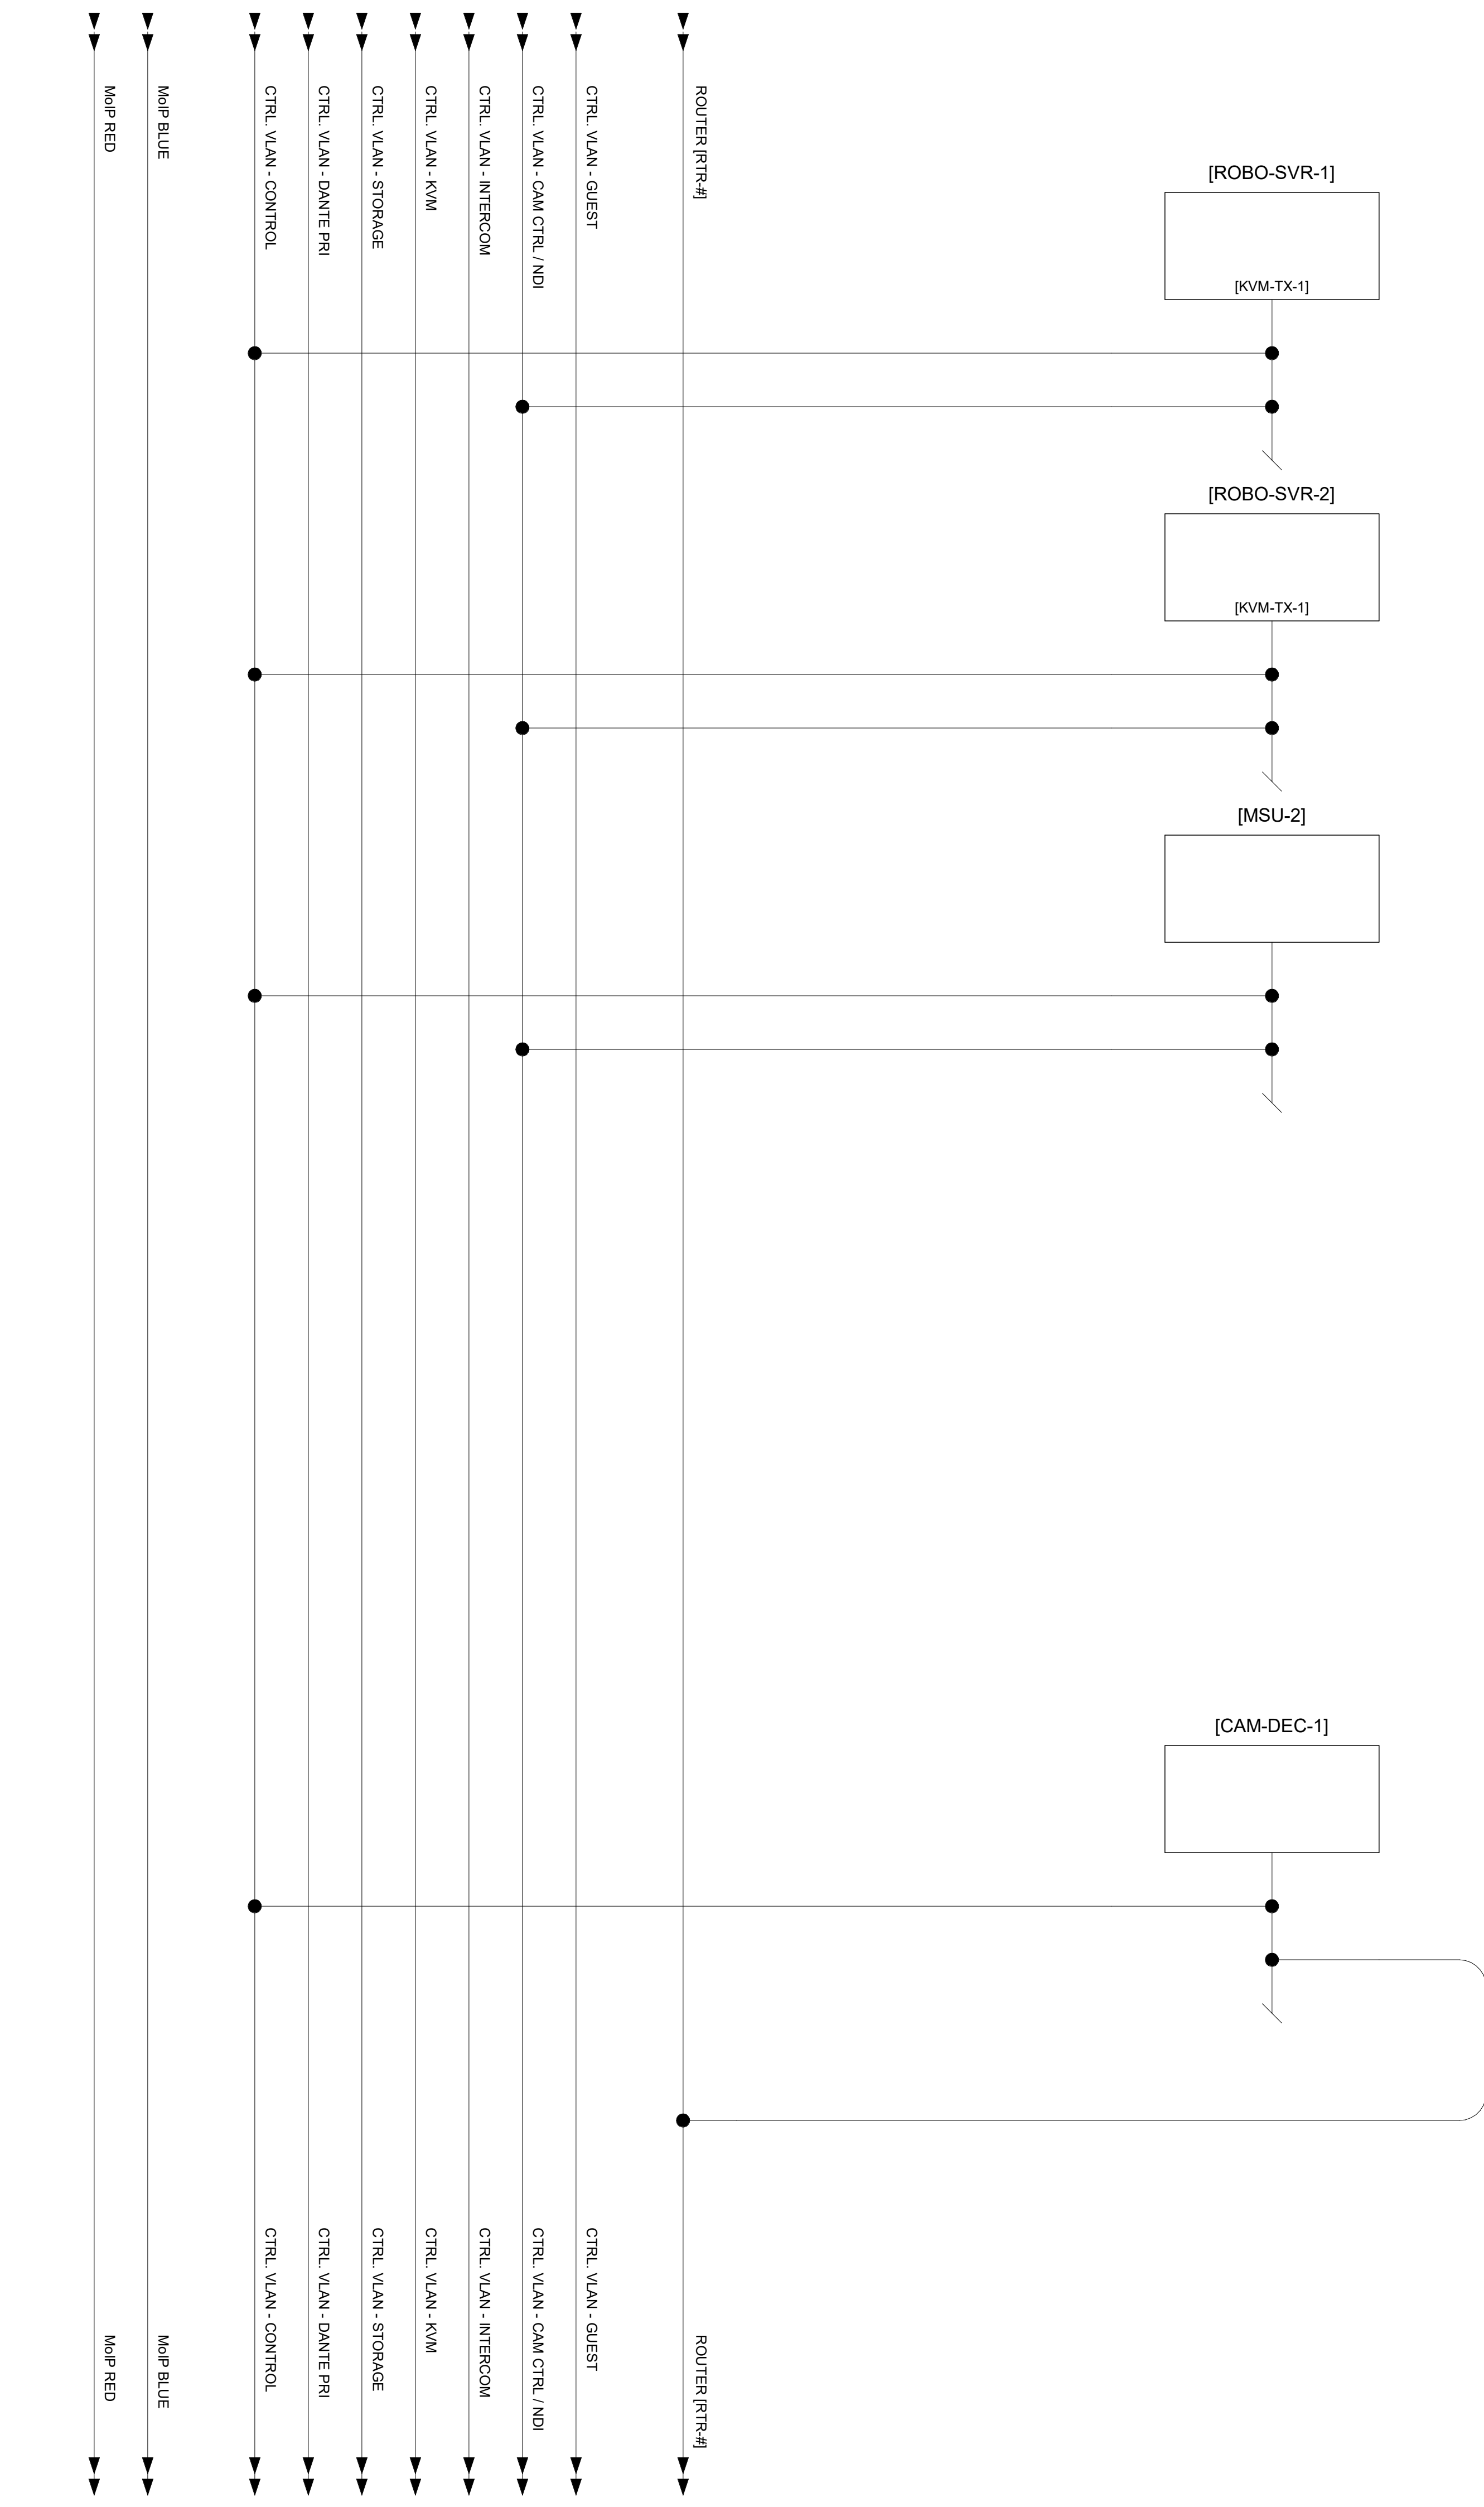 MoIP RED
MoIP BLUE
CTRL. VLAN - CONTROL
CTRL. VLAN - DANTE PRI
CTRL. VLAN - STORAGE
CTRL. VLAN - KVM
CTRL. VLAN - INTERCOM
CTRL. VLAN - CAM CTRL / NDI
CTRL. VLAN - GUEST
ROUTER [RTR-#]
[ROBO-SVR-1]
[KVM-TX-1]
[ROBO-SVR-2]
[KVM-TX-1]
[MSU-2]
[CAM-DEC-1]
MoIP RED
MoIP BLUE
CTRL. VLAN - CONTROL
CTRL. VLAN - DANTE PRI
CTRL. VLAN - STORAGE
CTRL. VLAN - KVM
CTRL. VLAN - INTERCOM
CTRL. VLAN - CAM CTRL / NDI
CTRL. VLAN - GUEST
ROUTER [RTR-#]